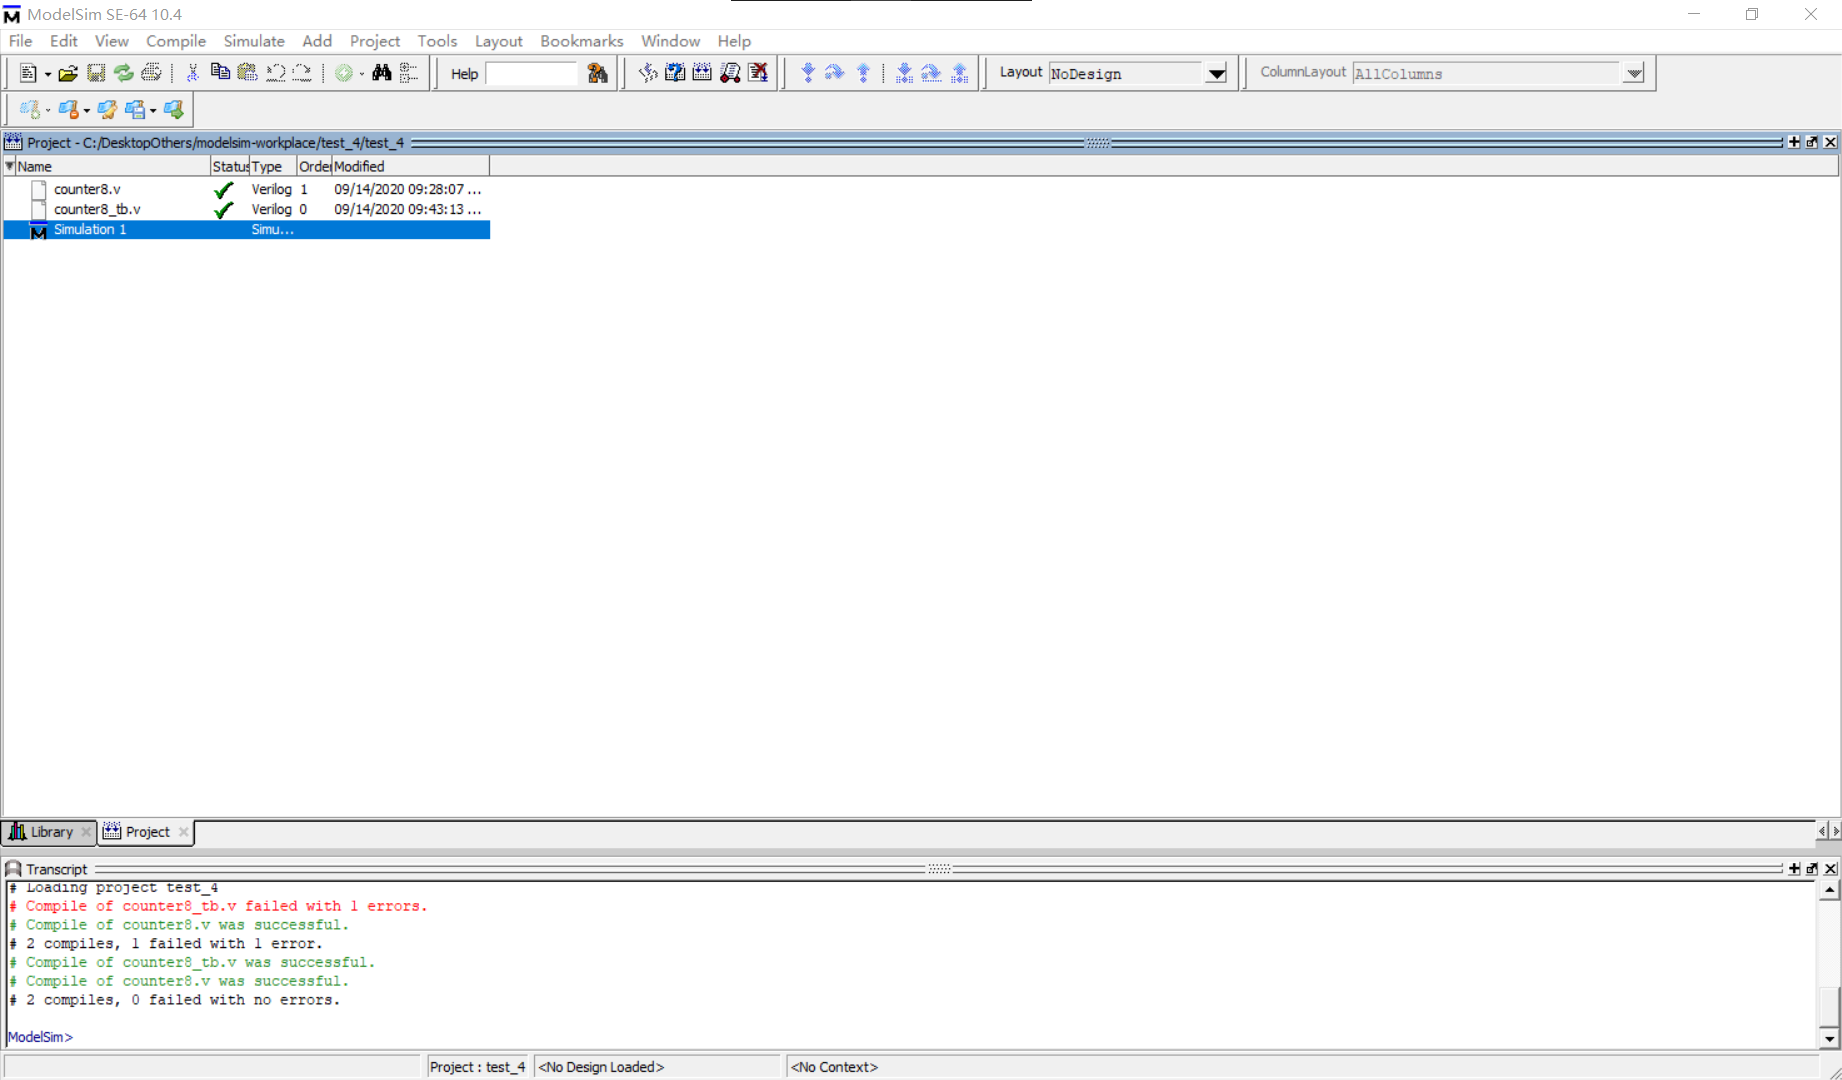 ModelSim SE-64 10.4
File Edit View Compile Simulate Add Project Tools Layout Bookmarks Window Help
Help Layout NoDesign ColumnLayout AllColumns
Project - C:/DesktopOthers/modelsim-workplace/test_4/test_4
Name Status Type Order Modified
counter8.v Verilog 1 09/14/2020 09:28:07 ...
counter8_tb.v Verilog 0 09/14/2020 09:43:13 ...
Simulation 1 Simu...
Library Project
Transcript
# Loading project test_4
# Compile of counter8_tb.v failed with 1 errors.
# Compile of counter8.v was successful.
# 2 compiles, 1 failed with 1 error.
# Compile of counter8_tb.v was successful.
# Compile of counter8.v was successful.
# 2 compiles, 0 failed with no errors.
ModelSim>
Project : test_4 <No Design Loaded> <No Context>